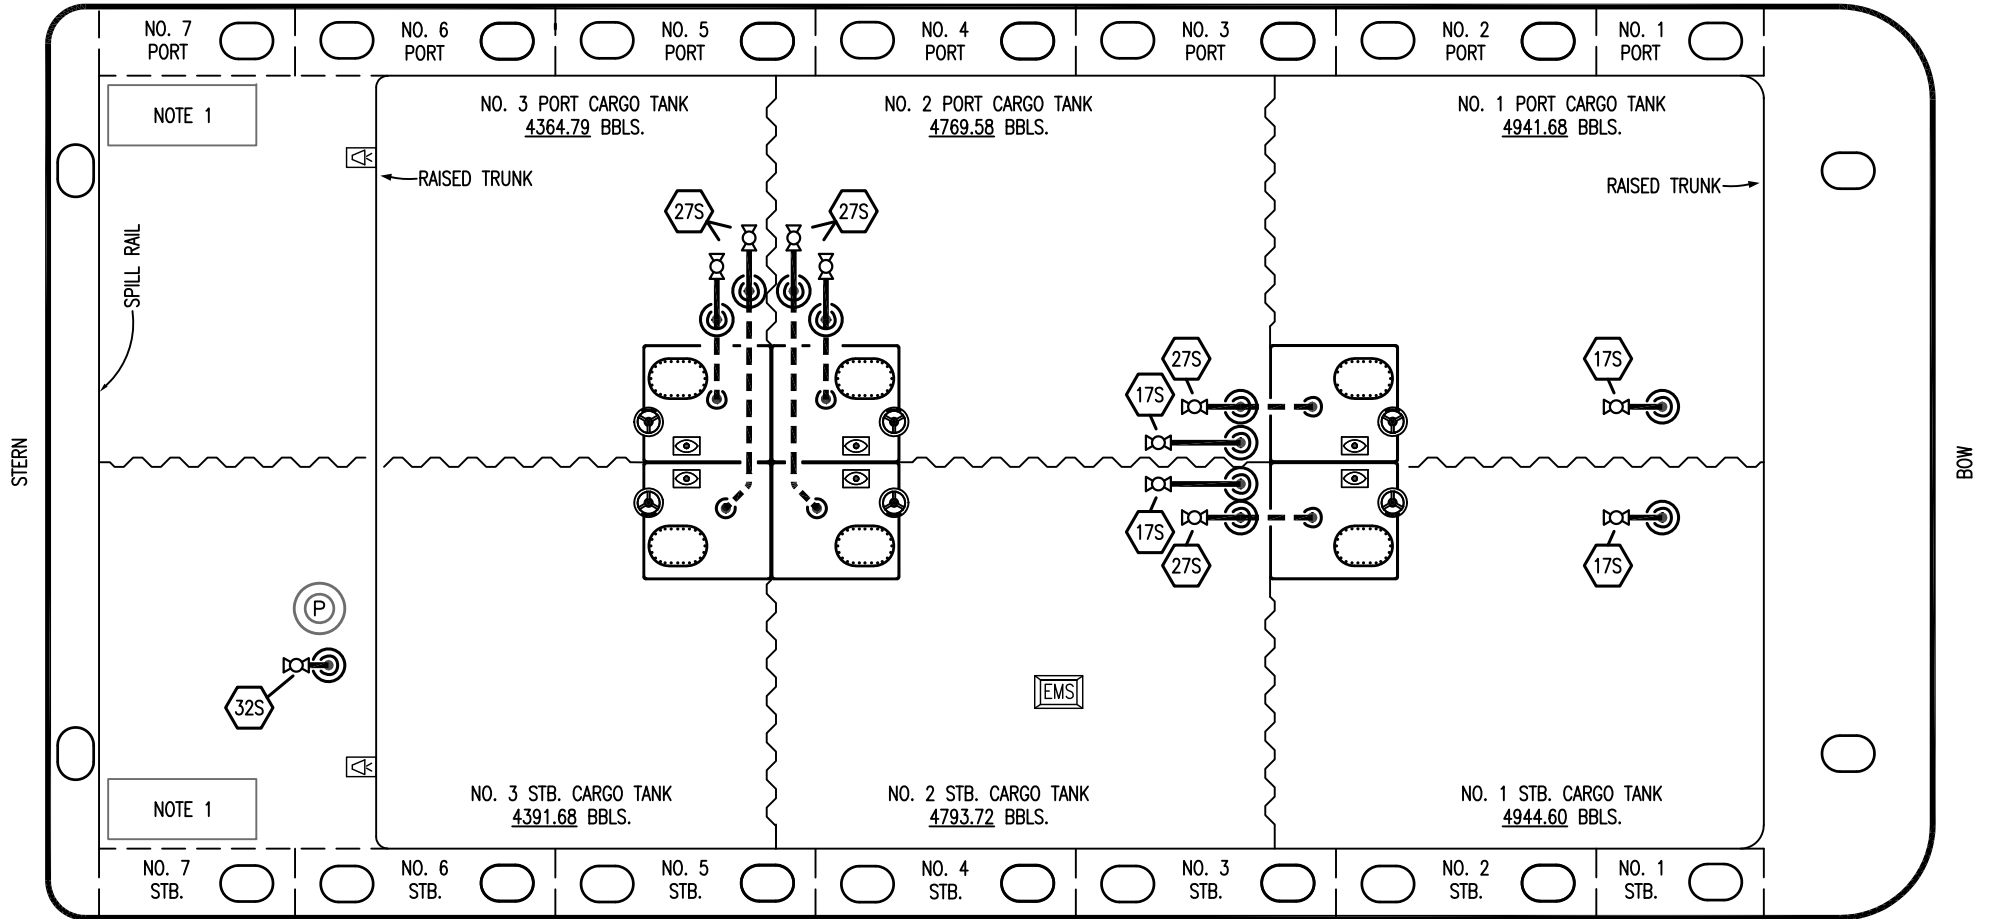 NO. 7
PORT
NO. 6
PORT
NO. 5
PORT
NO. 4
PORT
NO. 3
PORT
NO. 2
PORT
NO. 1
PORT
NOTE 1
NO. 3 PORT CARGO TANK
4364.79 BBLS.
NO. 2 PORT CARGO TANK
4769.58 BBLS.
NO. 1 PORT CARGO TANK
4941.68 BBLS.
RAISED TRUNK
RAISED TRUNK
SPILL RAIL
27S
27S
27S
17S
17S
STERN
BOW
17S
27S
17S
P
32S
EMS
NOTE 1
NO. 3 STB. CARGO TANK
4391.68 BBLS.
NO. 2 STB. CARGO TANK
4793.72 BBLS.
NO. 1 STB. CARGO TANK
4944.60 BBLS.
NO. 7
STB.
NO. 6
STB.
NO. 5
STB.
NO. 4
STB.
NO. 3
STB.
NO. 2
STB.
NO. 1
STB.